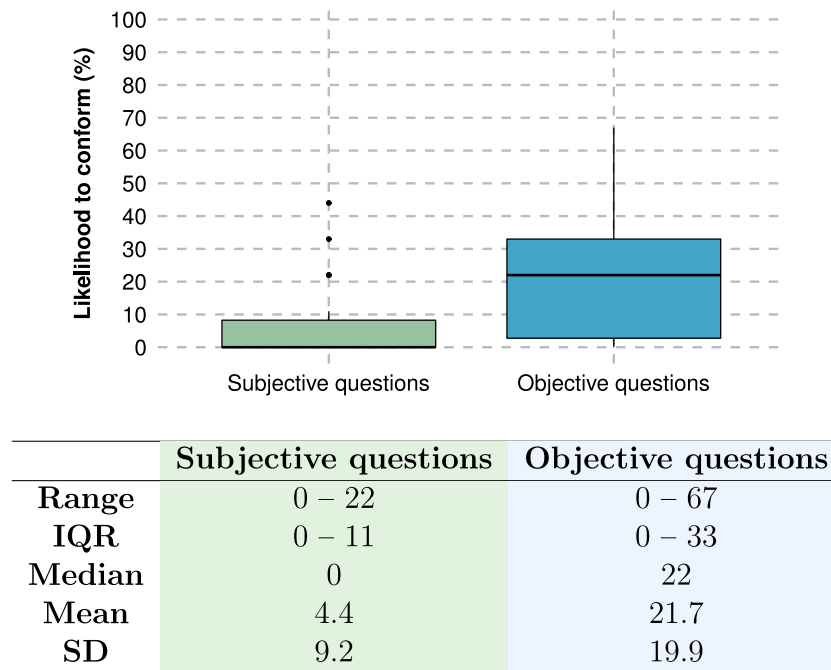 Likelihood to conform (%)
100
90
80
70
60
50
40
30
20
10
0
Subjective questions Objective questions
Subjective questions Objective questions
Range 0 – 22 0 – 67
IQR 0 – 11 0 – 33
Median 0 22
Mean 4.4 21.7
SD 9.2 19.9